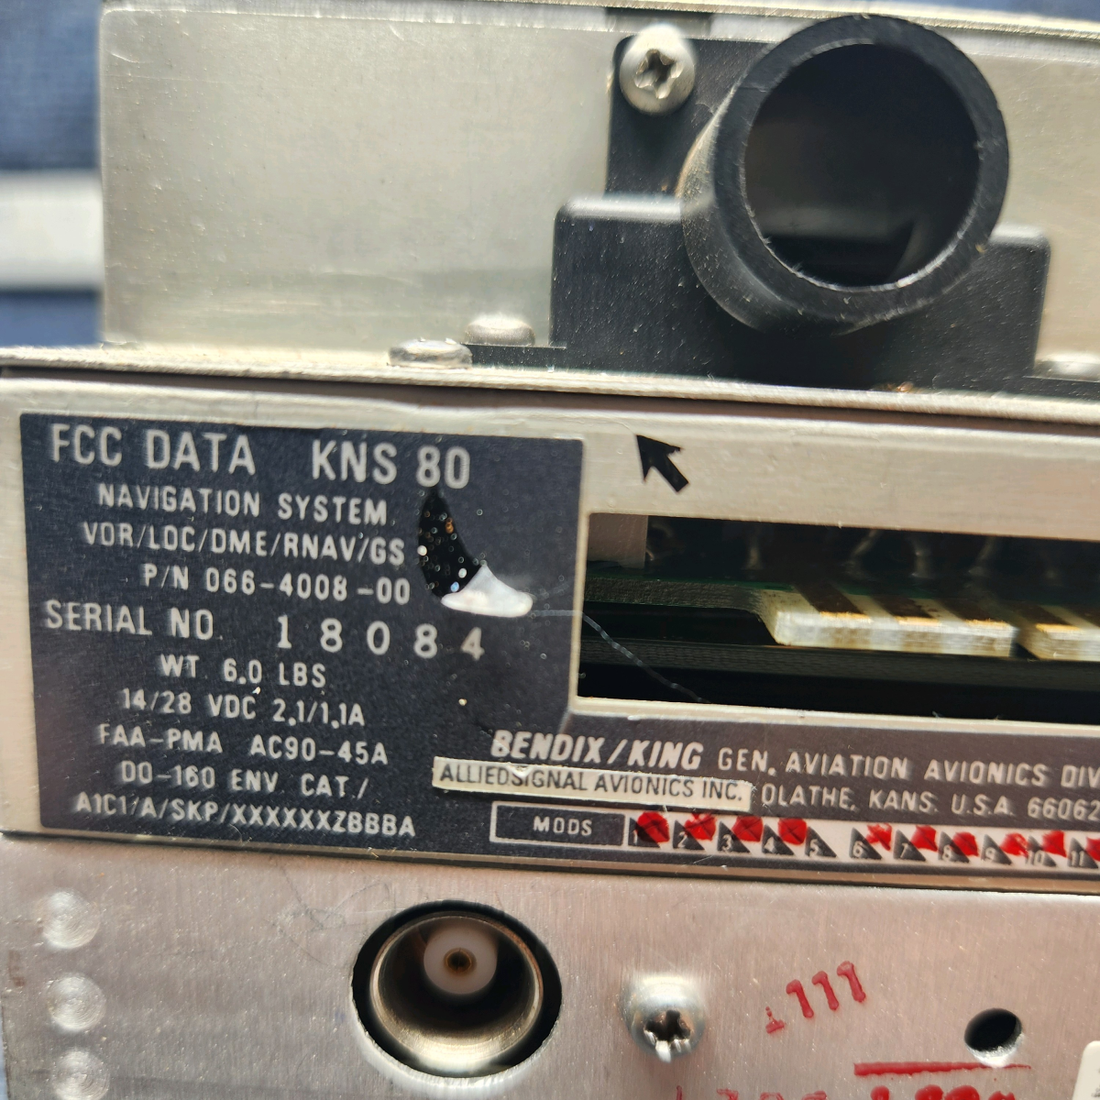 FCC DATA KNS 80
NAVIGATION SYSTEM
VOR/LOC/DME/RNAV/GS
P/N 066-4008-00
SERIAL NO. 18084
WT 6.0 LBS
14/28 VDC 2.1/1.1A
FAA-PMA AC90-45A
DO-160 ENV CAT./
A1C1/A/SKP/XXXXXXZBBBA
BENDIX/KING GEN. AVIATION AVIONICS DIV
ALLIEDSIGNAL AVIONICS INC. OLATHE, KANS. U.S.A. 66062
MODS 1 2 3 4 5 6 7 8 9 10 11
1111